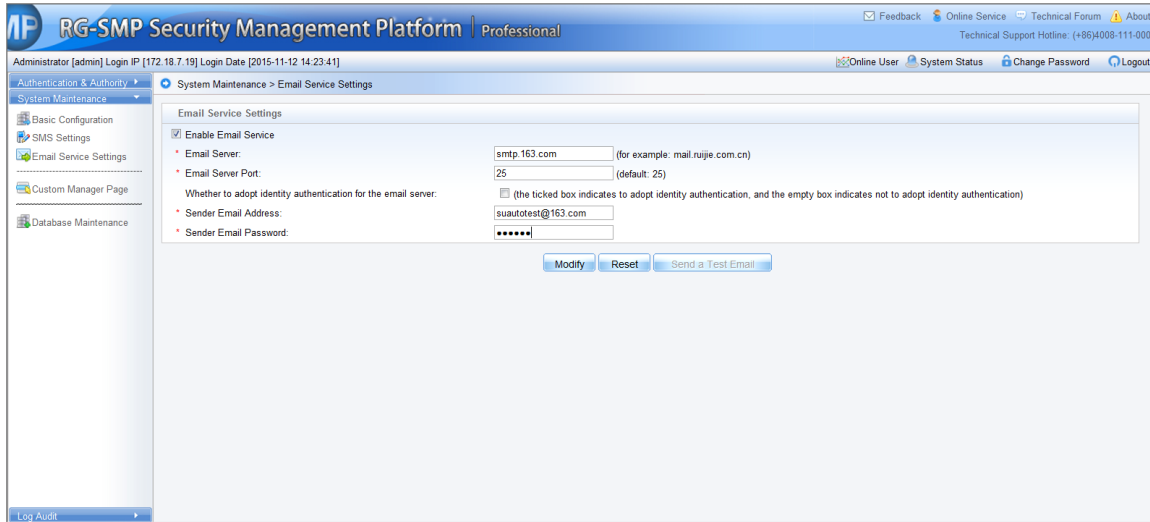 MP RG-SMP Security Management Platform | Professional
Feedback Online Service Technical Forum About
Technical Support Hotline: (+86)4008-111-000
Administrator [admin] Login IP [172.18.7.19] Login Date [2015-11-12 14:23:41]
Online User System Status Change Password Logout
Authentication & Authority
System Maintenance
Basic Configuration
SMS Settings
Email Service Settings
Custom Manager Page
Database Maintenance
Log Audit
System Maintenance > Email Service Settings
Email Service Settings
Enable Email Service
* Email Server: smtp.163.com (for example: mail.ruijie.com.cn)
* Email Server Port: 25 (default: 25)
Whether to adopt identity authentication for the email server: (the ticked box indicates to adopt identity authentication, and the empty box indicates not to adopt identity authentication)
* Sender Email Address: suautotest@163.com
* Sender Email Password: ••••••
Modify Reset Send a Test Email